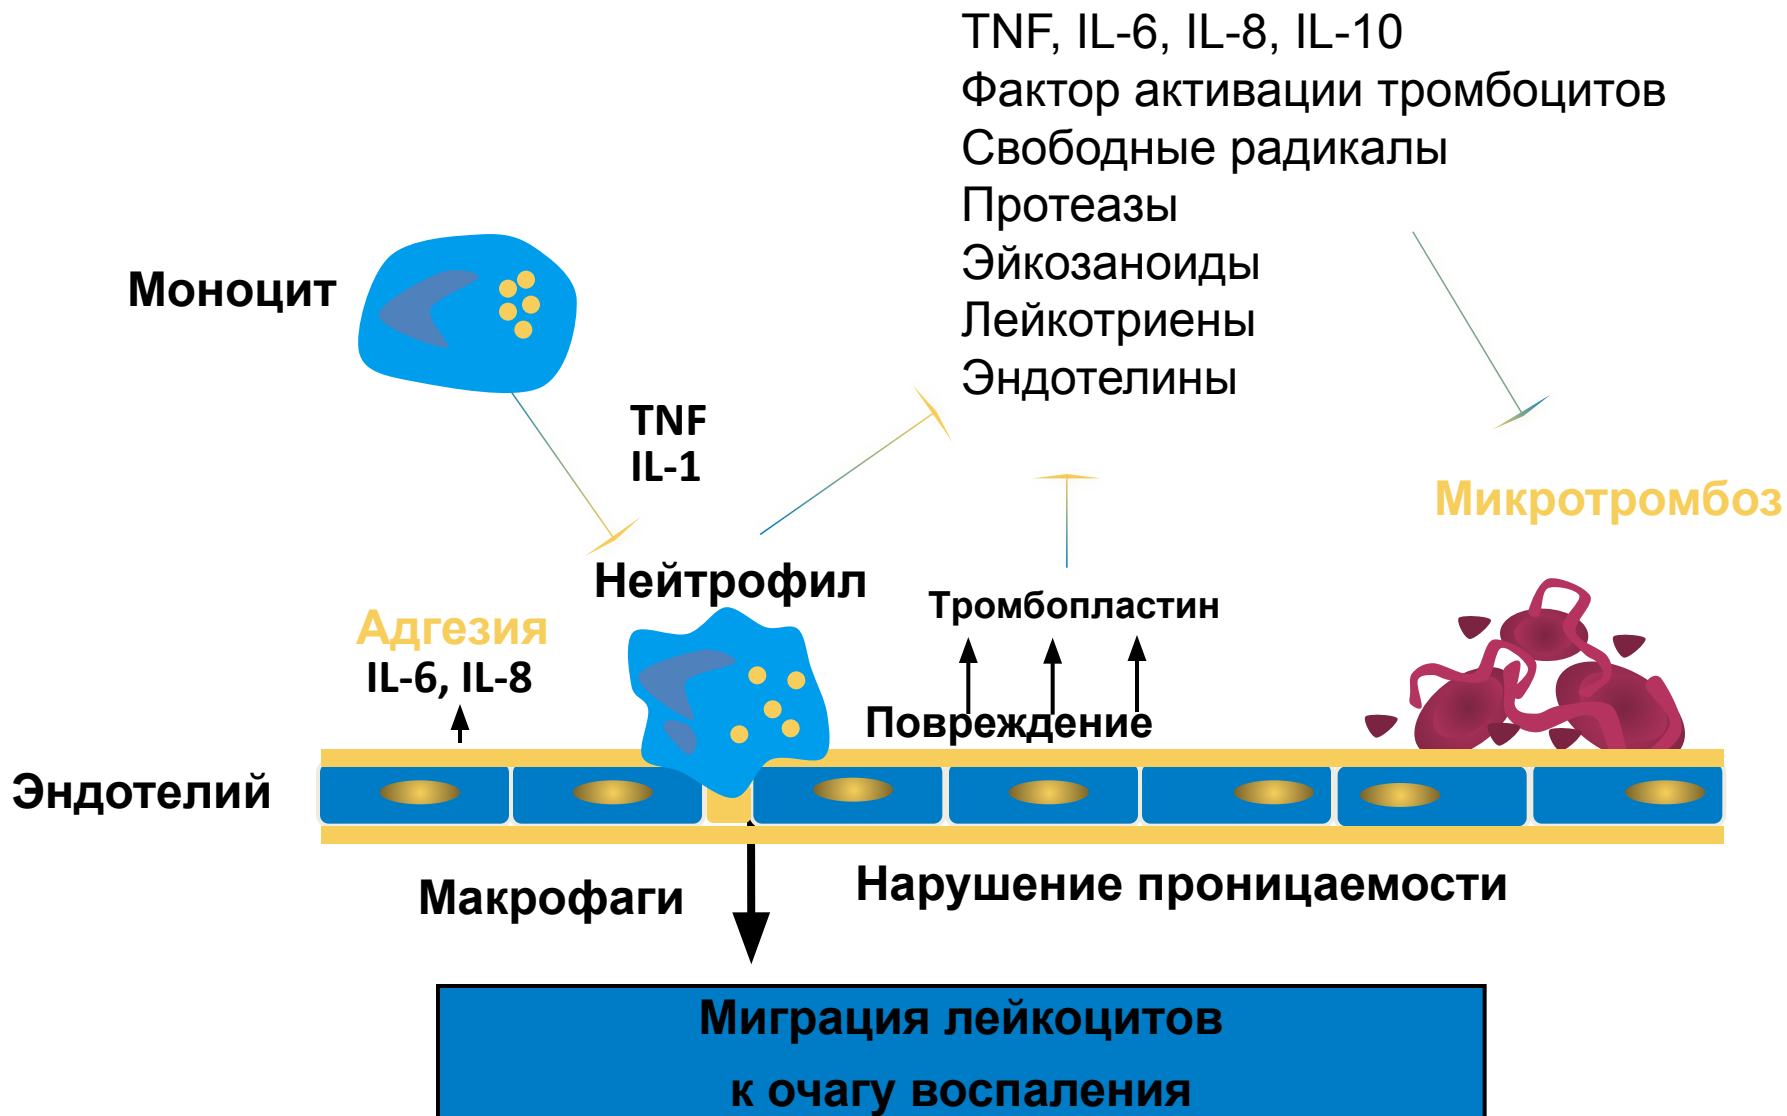 TNF, IL-6, IL-8, IL-10
Фактор активации тромбоцитов
Свободные радикалы
Протеазы
Эйкозаноиды
Лейкотриены
Эндотелины
Моноцит
TNF
IL-1
Микротромбоз
Нейтрофил
Тромбопластин
Адгезия
IL-6, IL-8
Повреждение
Эндотелий
Макрофаги
Нарушение проницаемости
Миграция лейкоцитов
к очагу воспаления